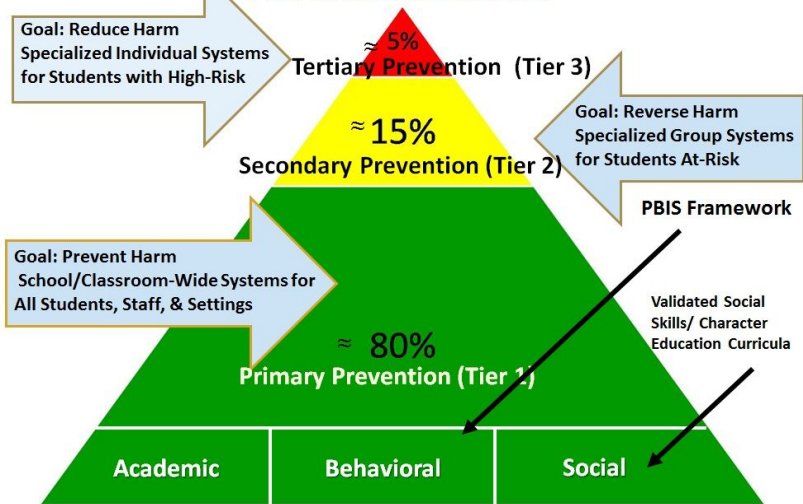 Goal: Reduce Harm
Specialized Individual Systems
for Students with High-Risk
≈ 5%
Tertiary Prevention (Tier 3)
≈ 15%
Secondary Prevention (Tier 2)
Goal: Reverse Harm
Specialized Group Systems
for Students At-Risk
PBIS Framework
Goal: Prevent Harm
School/Classroom-Wide Systems for
All Students, Staff, & Settings
Validated Social
Skills/ Character
Education Curricula
≈ 80%
Primary Prevention (Tier 1)
Academic
Behavioral
Social